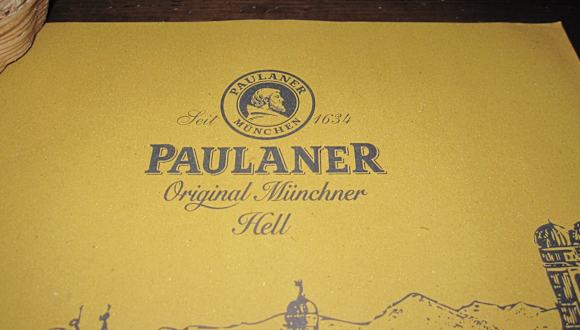 PAULANER
MÜNCHEN
Seit 1634
PAULANER
Original Münchner
Hell